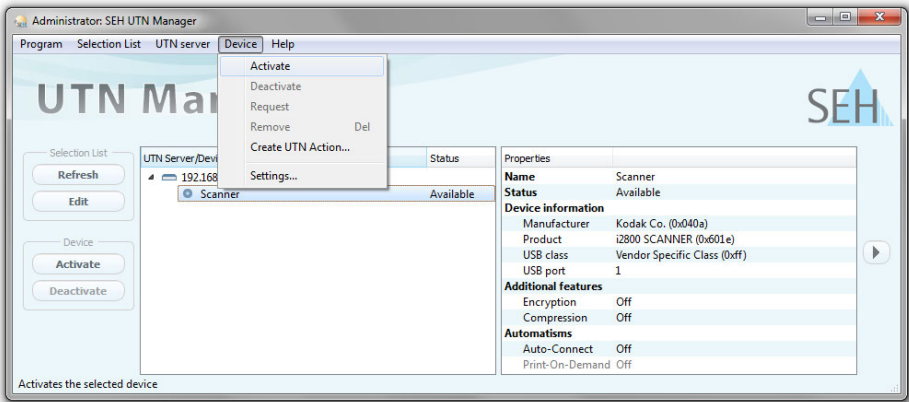 Administrator: SEH UTN Manager
Program Selection List UTN server Device Help
Activate
Deactivate
Request
Remove Del
Create UTN Action...
Settings...
UTN Mar
SEH
Selection List
Refresh
Edit
Device
Activate
Deactivate
UTN Server/Devi Status
192.168
Scanner Available
Properties
Name Scanner
Status Available
Device information
Manufacturer Kodak Co. (0x040a)
Product i2800 SCANNER (0x601e)
USB class Vendor Specific Class (0xff)
USB port 1
Additional features
Encryption Off
Compression Off
Automatisms
Auto-Connect Off
Print-On-Demand Off
Activates the selected device